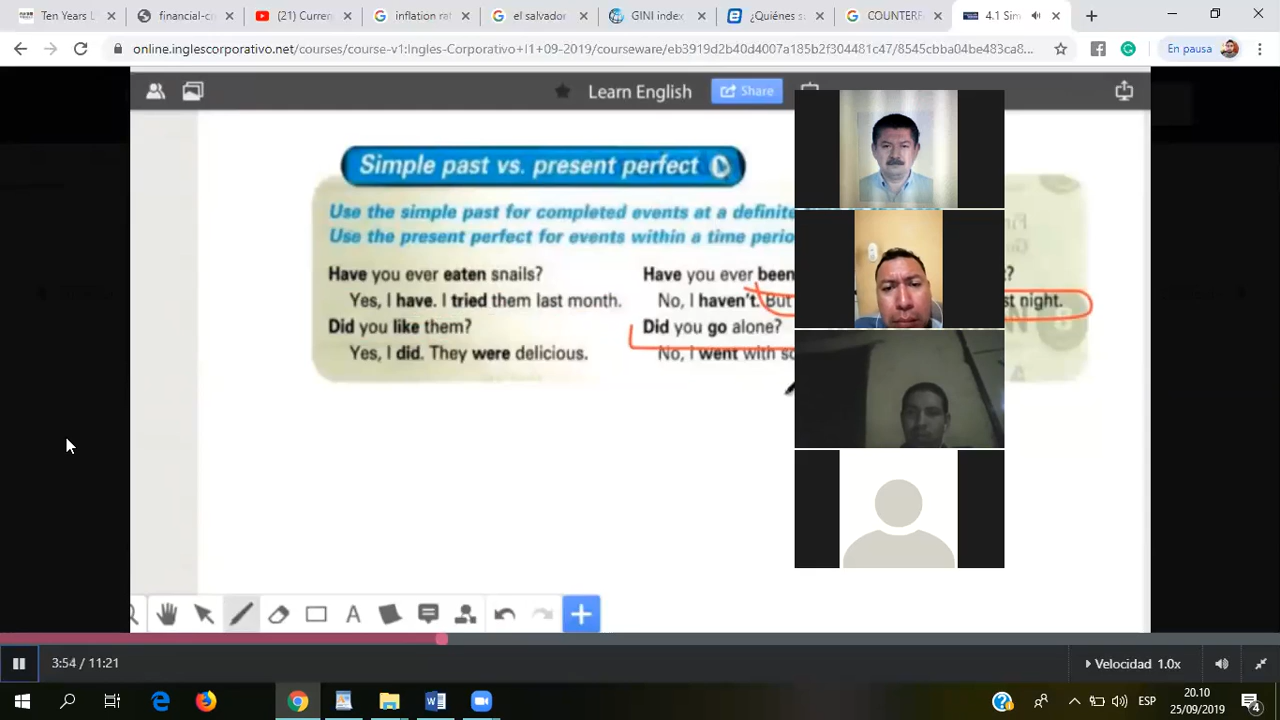 Ten Years
financial-c
(21) Curren
inflation ra
el salvador
GINI index
¿Quiénes s
COUNTERF
4.1 Sim
online.inglescorporativo.net/courses/course-v1:Ingles-Corporativo+I1+09-2019/courseware/eb3919d2b40d4007a185b2f304481c47/8545cbba04be483ca8...
En pausa
Learn English
Share
Simple past vs. present perfect
Use the simple past for completed events at a definite
Use the present perfect for events within a time perio
Have you ever eaten snails?
Yes, I have. I tried them last month.
Did you like them?
Yes, I did. They were delicious.
Have you ever been
?
No, I haven't. But
st night.
Did you go alone?
No, I went with so
A
3:54 / 11:21
Velocidad 1.0x
ESP
20.10
25/09/2019
4